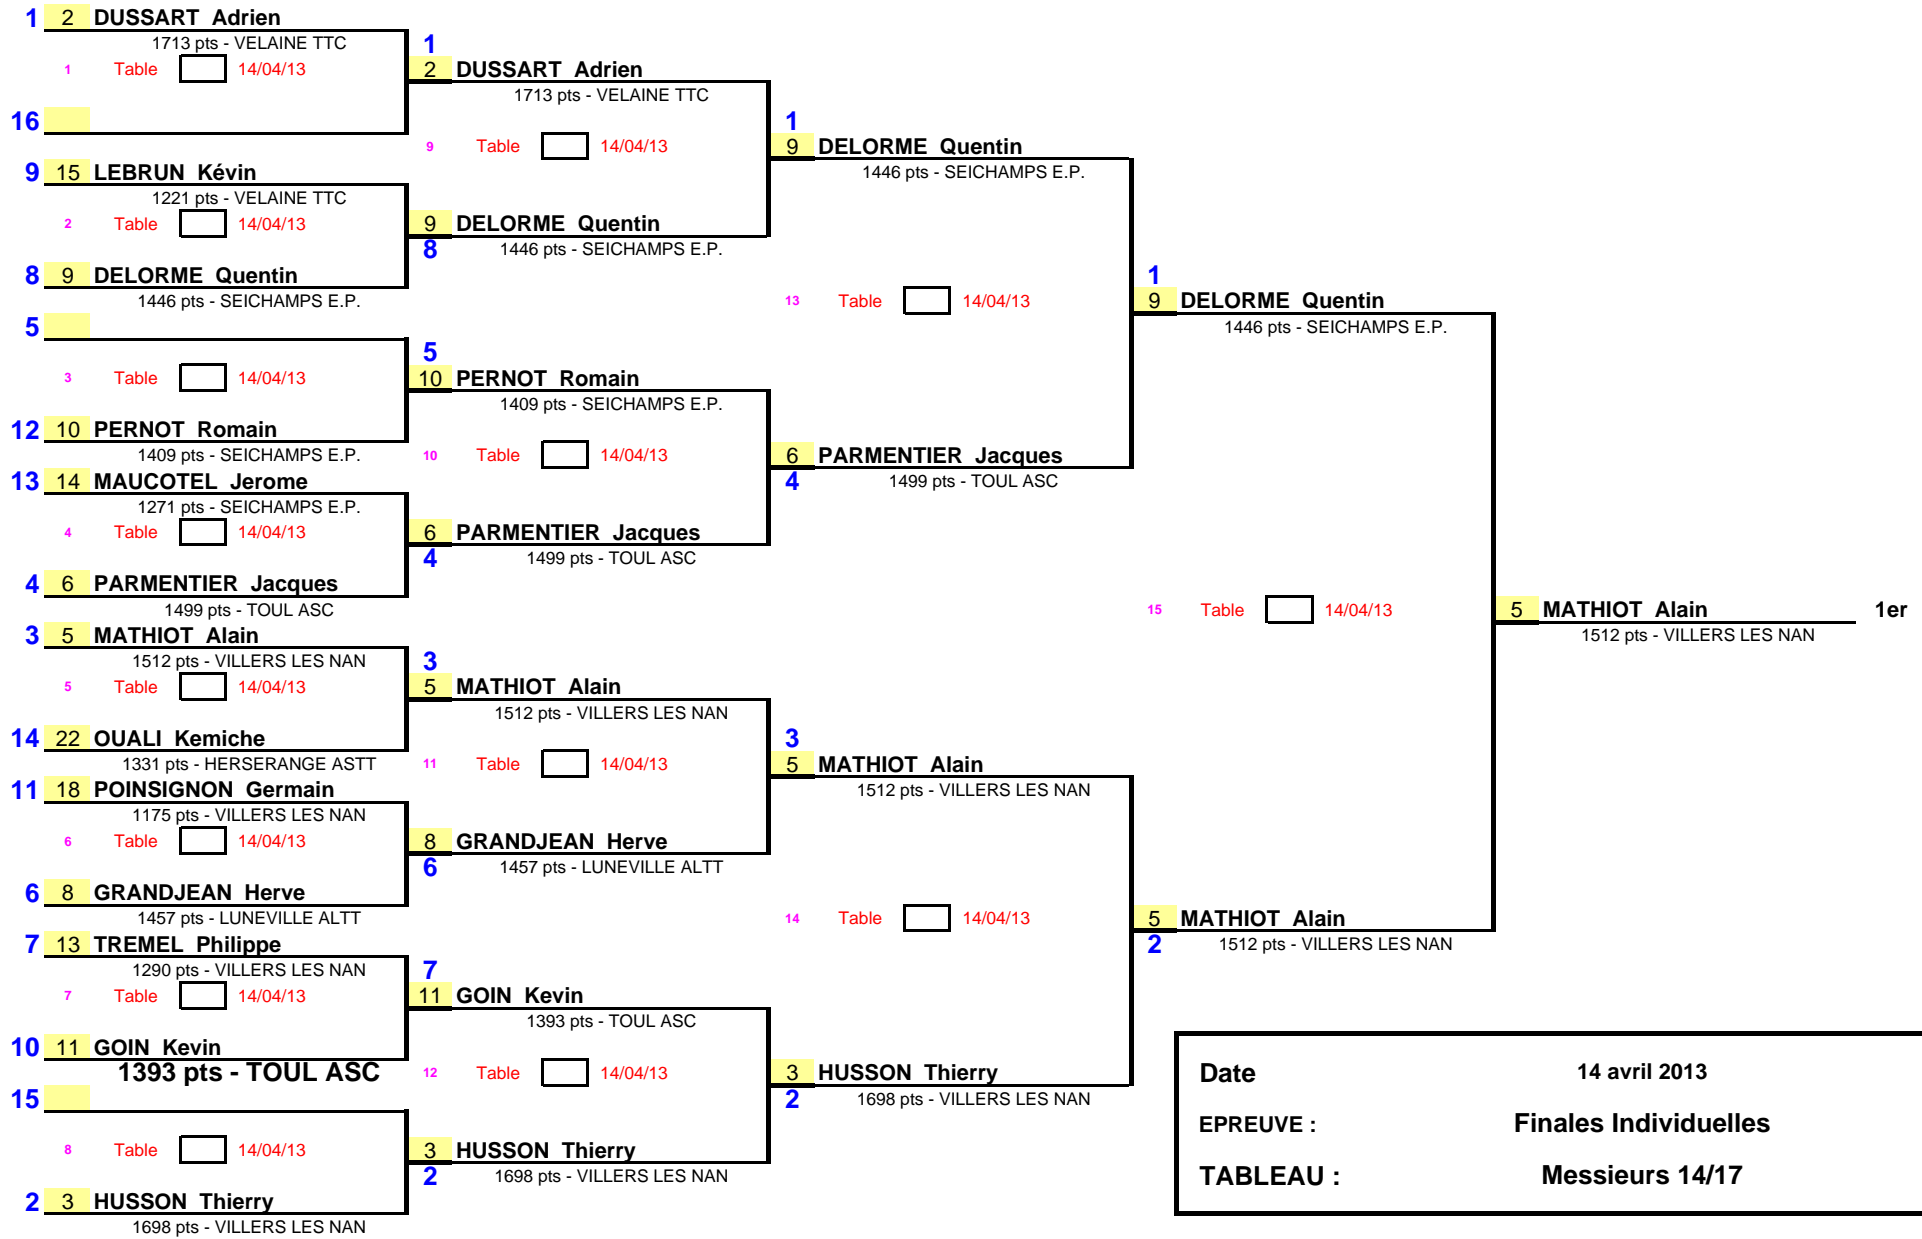 1 2 DUSSART Adrien
1713 pts - VELAINE TTC
1 Table 14/04/13
16
9 15 LEBRUN Kévin
1221 pts - VELAINE TTC
2 Table 14/04/13
8 9 DELORME Quentin
1446 pts - SEICHAMPS E.P.
5
3 Table 14/04/13
12 10 PERNOT Romain
1409 pts - SEICHAMPS E.P.
13 14 MAUCOTEL Jerome
1271 pts - SEICHAMPS E.P.
4 Table 14/04/13
4 6 PARMENTIER Jacques
1499 pts - TOUL ASC
3 5 MATHIOT Alain
1512 pts - VILLERS LES NAN
5 Table 14/04/13
14 22 OUALI Kemiche
1331 pts - HERSERANGE ASTT
11 18 POINSIGNON Germain
1175 pts - VILLERS LES NAN
6 Table 14/04/13
6 8 GRANDJEAN Herve
1457 pts - LUNEVILLE ALTT
7 13 TREMEL Philippe
1290 pts - VILLERS LES NAN
7 Table 14/04/13
10 11 GOIN Kevin
1393 pts - TOUL ASC
15
8 Table 14/04/13
2 3 HUSSON Thierry
1698 pts - VILLERS LES NAN
1
2 DUSSART Adrien
1713 pts - VELAINE TTC
9 Table 14/04/13
9 DELORME Quentin
8
1446 pts - SEICHAMPS E.P.
5
10 PERNOT Romain
1409 pts - SEICHAMPS E.P.
10 Table 14/04/13
6 PARMENTIER Jacques
4
1499 pts - TOUL ASC
3
5 MATHIOT Alain
1512 pts - VILLERS LES NAN
11 Table 14/04/13
8 GRANDJEAN Herve
6
1457 pts - LUNEVILLE ALTT
7
11 GOIN Kevin
1393 pts - TOUL ASC
12 Table 14/04/13
3 HUSSON Thierry
2
1698 pts - VILLERS LES NAN
1
9 DELORME Quentin
1446 pts - SEICHAMPS E.P.
13 Table 14/04/13
6 PARMENTIER Jacques
4
1499 pts - TOUL ASC
3
5 MATHIOT Alain
1512 pts - VILLERS LES NAN
14 Table 14/04/13
3 HUSSON Thierry
2
1698 pts - VILLERS LES NAN
1
9 DELORME Quentin
1446 pts - SEICHAMPS E.P.
15 Table 14/04/13
5 MATHIOT Alain
2
1512 pts - VILLERS LES NAN
5 MATHIOT Alain 1er
1512 pts - VILLERS LES NAN
Date 14 avril 2013
EPREUVE : Finales Individuelles
TABLEAU : Messieurs 14/17